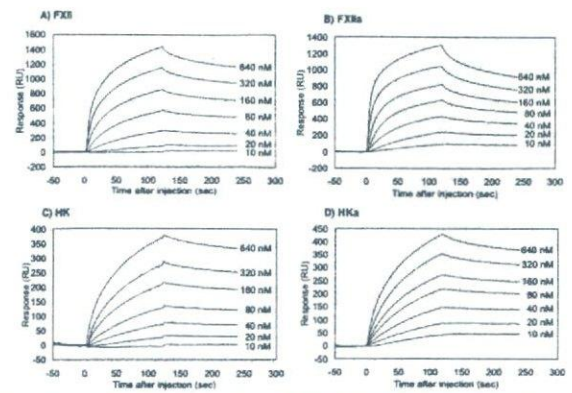 A) FXII
1600
1400
1200
1000
800
600
400
200
0
-200
Response (RU)
640 nM
320 nM
160 nM
80 nM
40 nM
20 nM
10 nM
-50 0 50 100 150 200 250 300
Time after injection (sec)
B) FXIIa
1400
1200
1000
800
600
400
200
0
-200
Response (RU)
640 nM
320 nM
160 nM
80 nM
40 nM
20 nM
10 nM
-50 0 50 100 150 200 250 300
Time after injection (sec)
C) HK
400
350
300
250
200
150
100
50
0
-50
Response (RU)
640 nM
320 nM
160 nM
80 nM
40 nM
20 nM
10 nM
-50 0 50 100 150 200 250 300
Time after injection (sec)
D) HKa
450
400
350
300
250
200
150
100
50
0
-50
Response (RU)
640 nM
320 nM
160 nM
80 nM
40 nM
20 nM
10 nM
-50 0 50 100 150 200 250 300
Time after injection (sec)